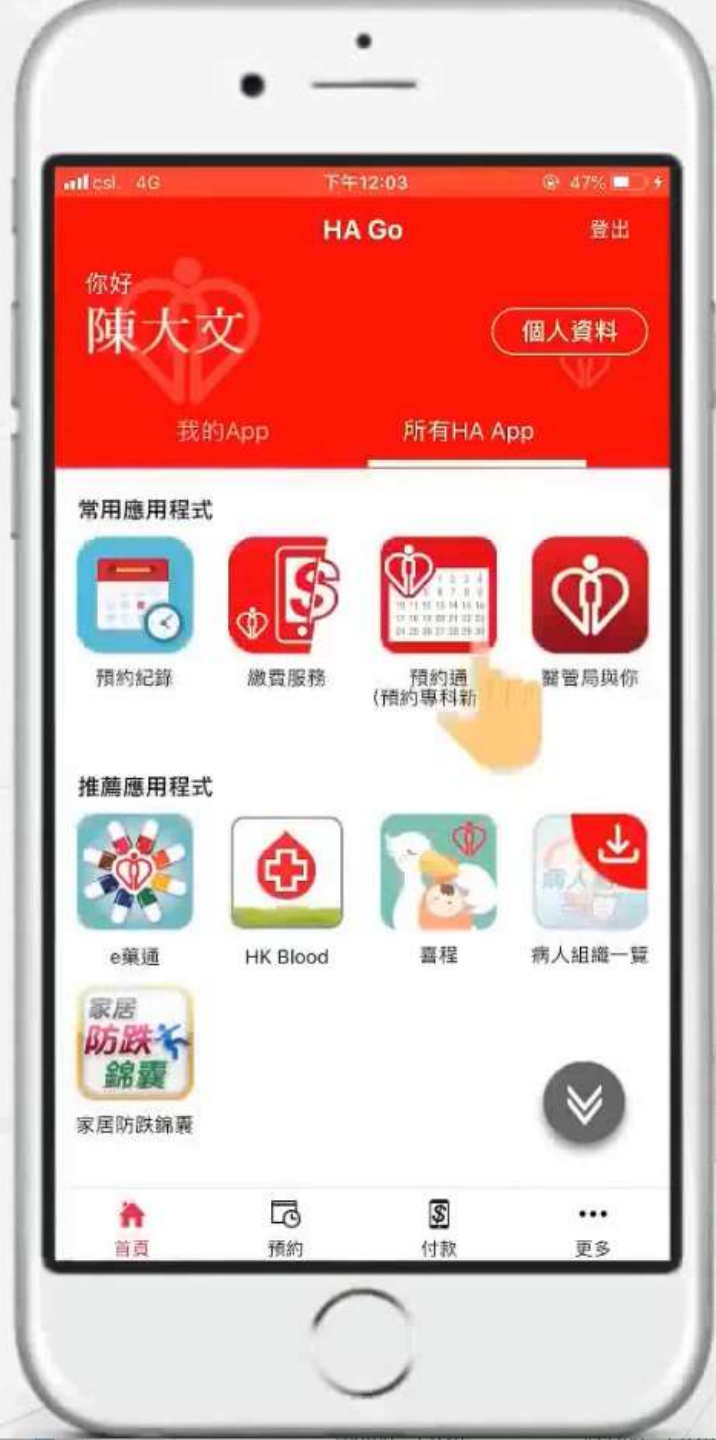 csl. 4G 下午12:03 47%
HA Go 登出
你好
陳大文
個人資料
我的App 所有HA App
常用應用程式
預約紀錄 繳費服務 預約通 醫管局與你
(預約專科新
推薦應用程式
e藥通 HK Blood 喜程 病人組織一覽
家居
防跌
錦囊
家居防跌錦囊
首頁 預約 付款 更多